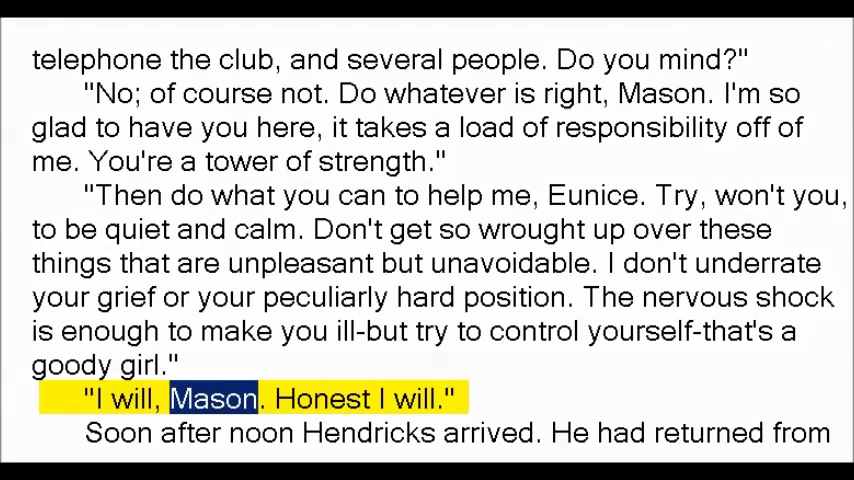 telephone the club, and several people. Do you mind?"
"No; of course not. Do whatever is right, Mason. I'm so
glad to have you here, it takes a load of responsibility off of
me. You're a tower of strength."
"Then do what you can to help me, Eunice. Try, won't you,
to be quiet and calm. Don't get so wrought up over these
things that are unpleasant but unavoidable. I don't underrate
your grief or your peculiarly hard position. The nervous shock
is enough to make you ill-but try to control yourself-that's a
goody girl."
"I will, Mason. Honest I will."
Soon after noon Hendricks arrived. He had returned from